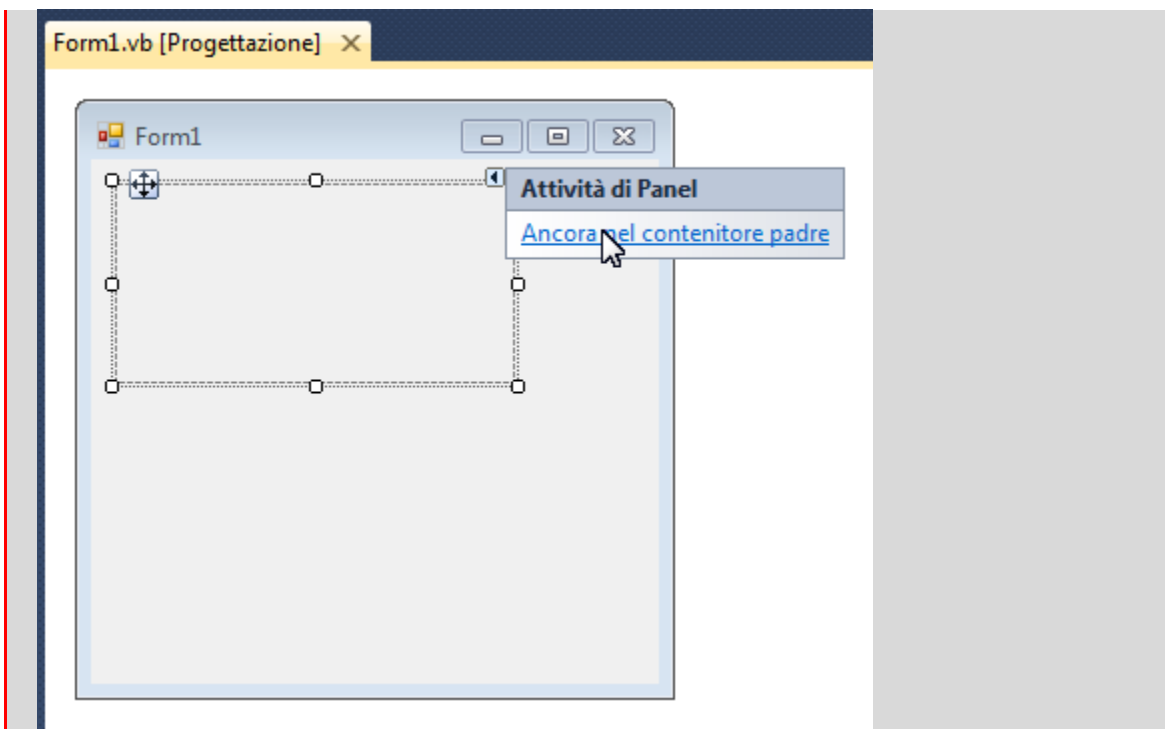 Form1.vb [Progettazione]
Form1
Attività di Panel
Ancora nel contenitore padre